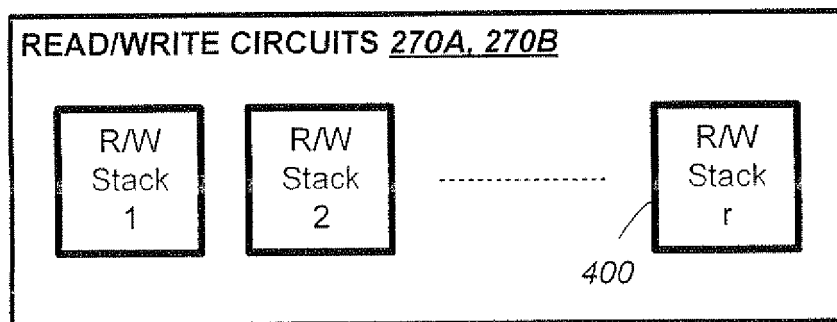 READ/WRITE CIRCUITS 270A, 270B
R/W
Stack
1
R/W
Stack
2
R/W
Stack
r
400